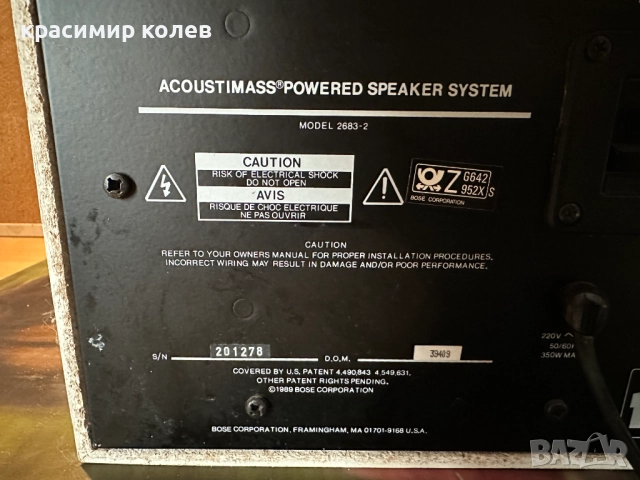 красимир колев
ACOUSTIMASS® POWERED SPEAKER SYSTEM
MODEL 2683-2
CAUTION
RISK OF ELECTRICAL SHOCK
DO NOT OPEN
AVIS
RISQUE DE CHOC ELECTRIQUE
NE PAS OUVRIR
Z G642
952X S
BOSE CORPORATION
CAUTION
REFER TO YOUR OWNERS MANUAL FOR PROPER INSTALLATION PROCEDURES.
INCORRECT WIRING MAY RESULT IN DAMAGE AND/OR POOR PERFORMANCE.
220V
50/60H
350W MA
S/N 201278 D.O.M. 39409
COVERED BY U.S. PATENT 4,490,843 4,549,631.
OTHER PATENT RIGHTS PENDING.
©1989 BOSE CORPORATION
BOSE CORPORATION, FRAMINGHAM, MA 01701-9168 U.S.A.
BAZAR